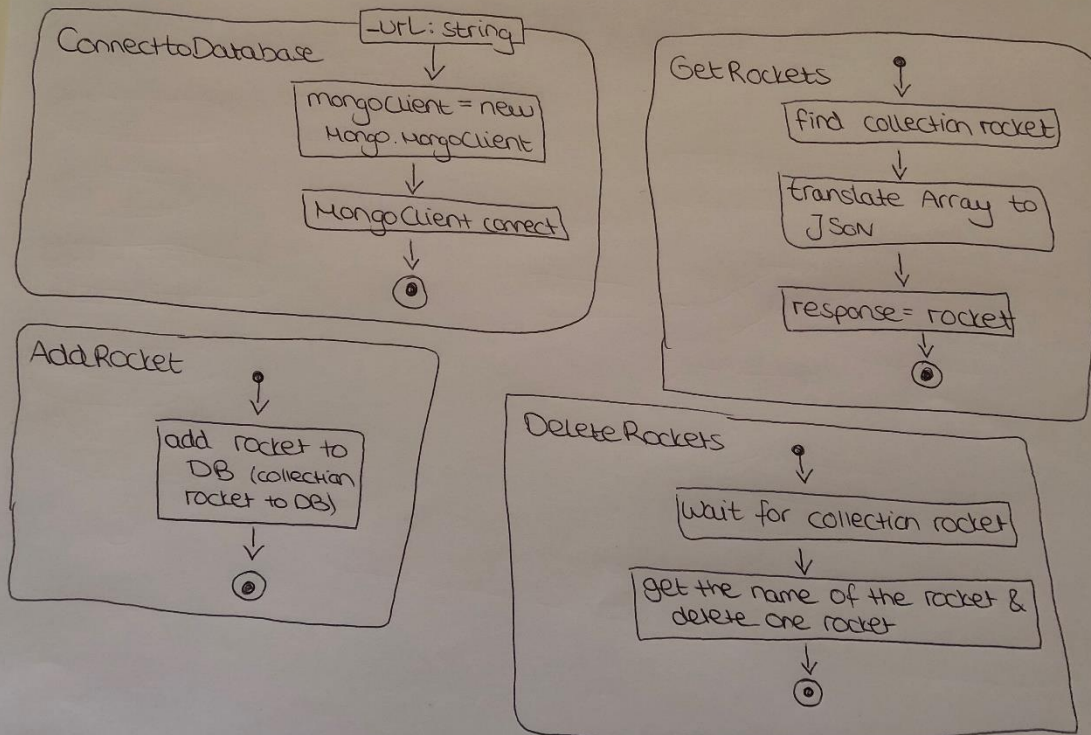 ConnecttoDatabase
_url: string
mongoClient = new
Mongo.MongoClient
MongoClient connect
GetRockets
find collection rocket
translate Array to
JSON
response = rocket
AddRocket
add rocket to
DB (collection
rocket to DB)
DeleteRockets
wait for collection rocket
get the name of the rocket &
delete one rocket